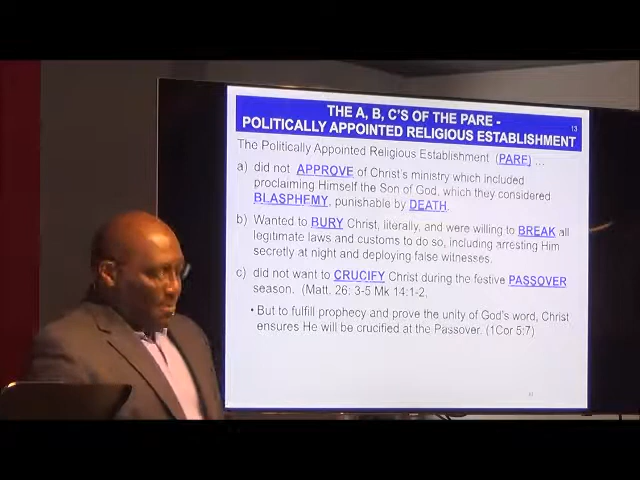 THE A, B, C'S OF THE PARE -
POLITICALLY APPOINTED RELIGIOUS ESTABLISHMENT
13
The Politically Appointed Religious Establishment (PARE) ...
a) did not APPROVE of Christ's ministry which included
proclaiming Himself the Son of God, which they considered
BLASPHEMY, punishable by DEATH.
b) Wanted to BURY Christ, literally, and were willing to BREAK all
legitimate laws and customs to do so, including arresting Him
secretly at night and deploying false witnesses.
c) did not want to CRUCIFY Christ during the festive PASSOVER
season. (Matt. 26: 3-5 Mk 14:1-2,
• But to fulfill prophecy and prove the unity of God's word, Christ
ensures He will be crucified at the Passover. (1Cor 5:7)